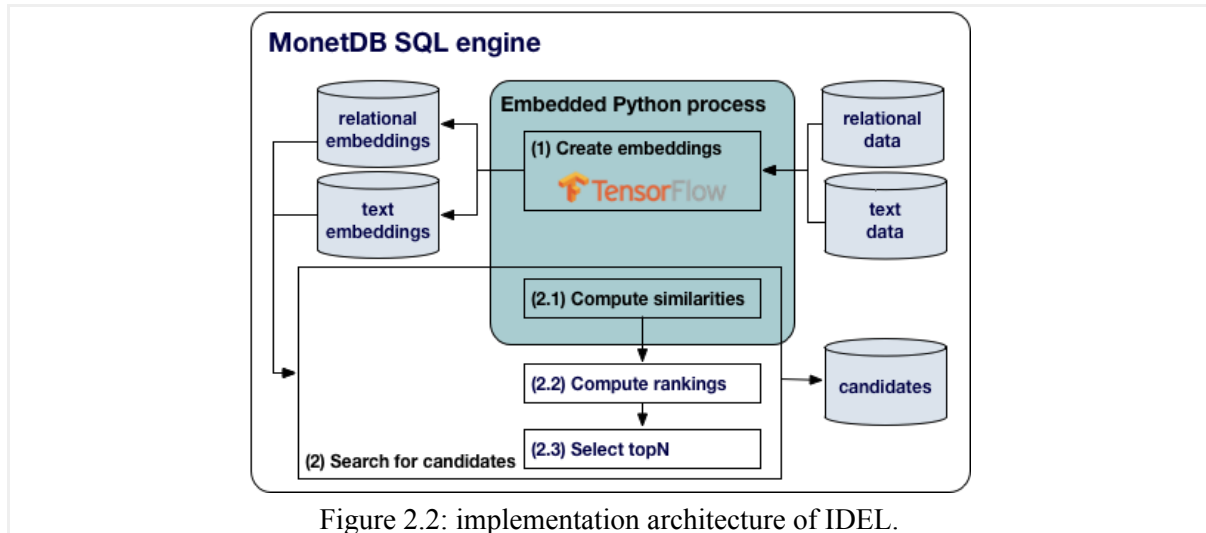 MonetDB SQL engine
relational
embeddings
text
embeddings
Embedded Python process
(1) Create embeddings
TensorFlow
relational
data
text
data
(2.1) Compute similarities
(2.2) Compute rankings
(2.3) Select topN
(2) Search for candidates
candidates
Figure 2.2: implementation architecture of IDEL.